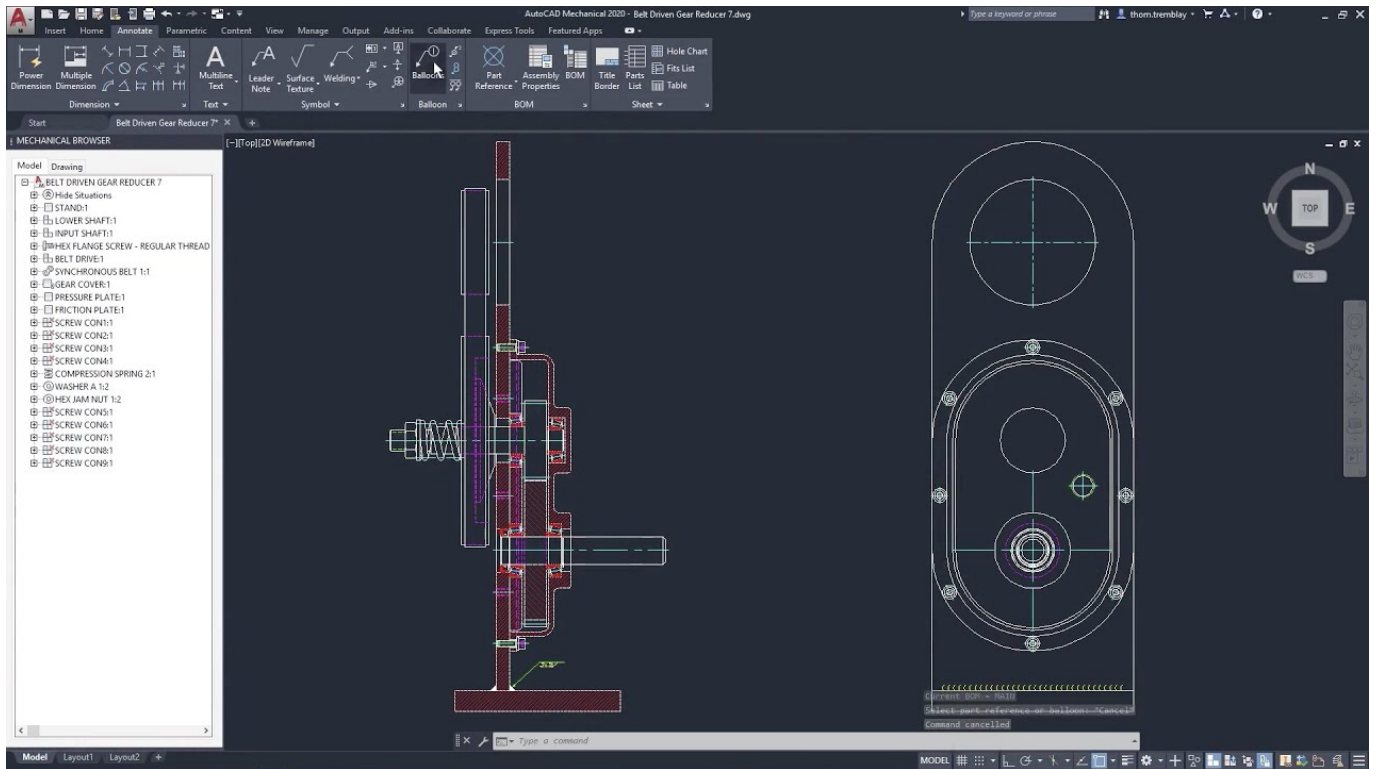 AutoCAD Mechanical 2020 - Belt Driven Gear Reducer 7.dwg
Type a keyword or phrase
thom.tremblay
Insert Home Annotate Parametric Content View Manage Output Add-ins Collaborate Express Tools Featured Apps
Power Dimension
Multiple Dimension
Multiline Text
Leader Note
Surface Texture
Welding
Balloons
Part Reference
Assembly Properties
BOM
Title Border
Parts List
Hole Chart
Fits List
Table
Dimension Text Symbol Balloon BOM Sheet
Start Belt Driven Gear Reducer 7*
MECHANICAL BROWSER
[−][Top][2D Wireframe]
Model Drawing
BELT DRIVEN GEAR REDUCER 7
Hide Situations
STAND:1
LOWER SHAFT:1
INPUT SHAFT:1
HEX FLANGE SCREW - REGULAR THREAD
BELT DRIVE:1
SYNCHRONOUS BELT 1:1
GEAR COVER:1
PRESSURE PLATE:1
FRICTION PLATE:1
SCREW CON1:1
SCREW CON2:1
SCREW CON3:1
SCREW CON4:1
COMPRESSION SPRING 2:1
WASHER A 1:2
HEX JAM NUT 1:2
SCREW CON5:1
SCREW CON6:1
SCREW CON7:1
SCREW CON8:1
SCREW CON9:1
N
W TOP E
S
WCS
Current BOM = MAIN
Select part reference or balloon: *Cancel*
Command cancelled
Type a command
Model Layout1 Layout2
MODEL